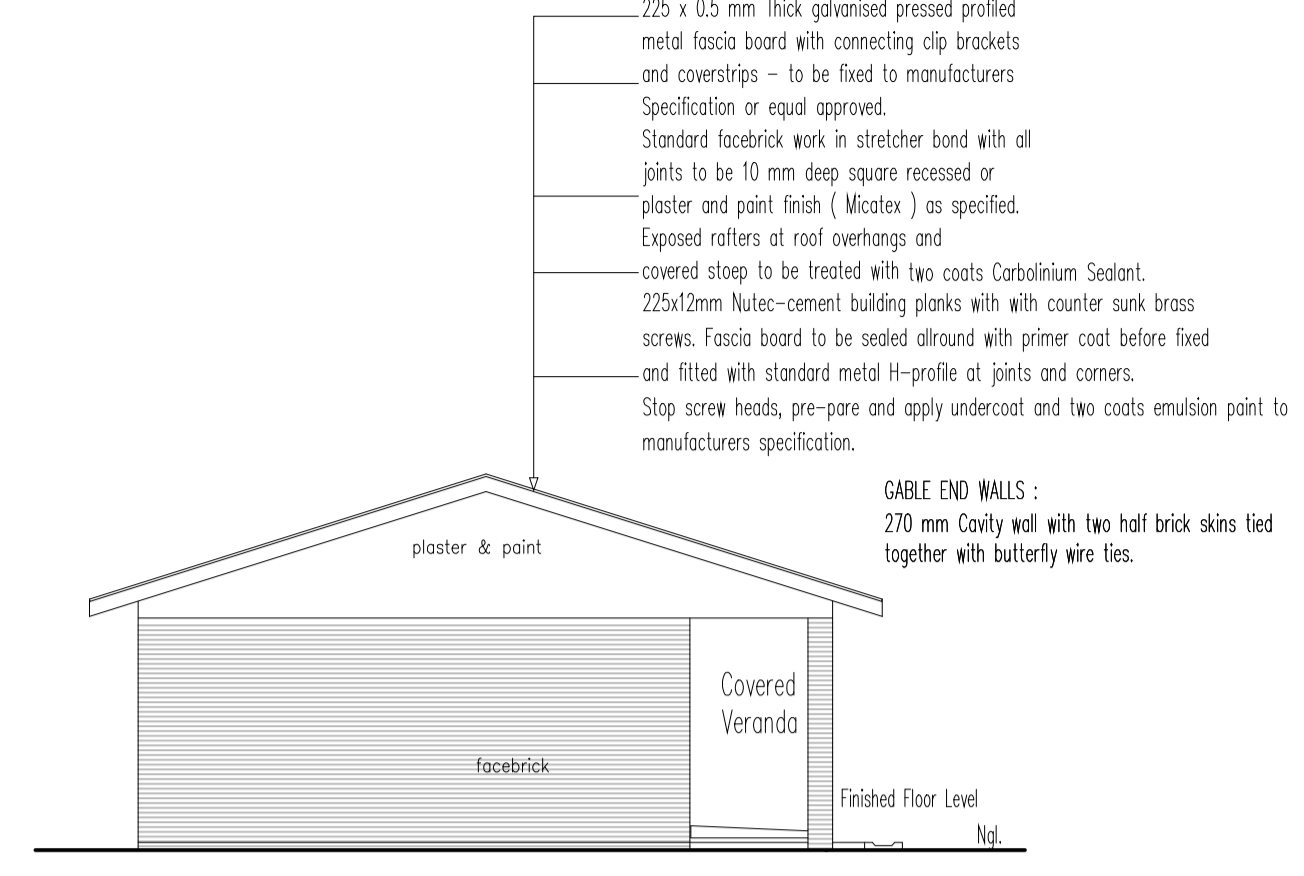 225 x 0.5 mm Thick galvanised pressed profiled
metal fascia board with connecting clip brackets
and coverstrips - to be fixed to manufacturers
Specification or equal approved.
Standard facebrick work in stretcher bond with all
joints to be 10 mm deep square recessed or
plaster and paint finish ( Micatex ) as specified.
Exposed rafters at roof overhangs and
covered stoep to be treated with two coats Carbolinium Sealant.
225x12mm Nutec-cement building planks with with counter sunk brass
screws. Fascia board to be sealed allround with primer coat before fixed
and fitted with standard metal H-profile at joints and corners.
Stop screw heads, pre-pare and apply undercoat and two coats emulsion paint to
manufacturers specification.
GABLE END WALLS :
270 mm Cavity wall with two half brick skins tied
together with butterfly wire ties.
plaster & paint
Covered
Veranda
facebrick
Finished Floor Level
Ngl.